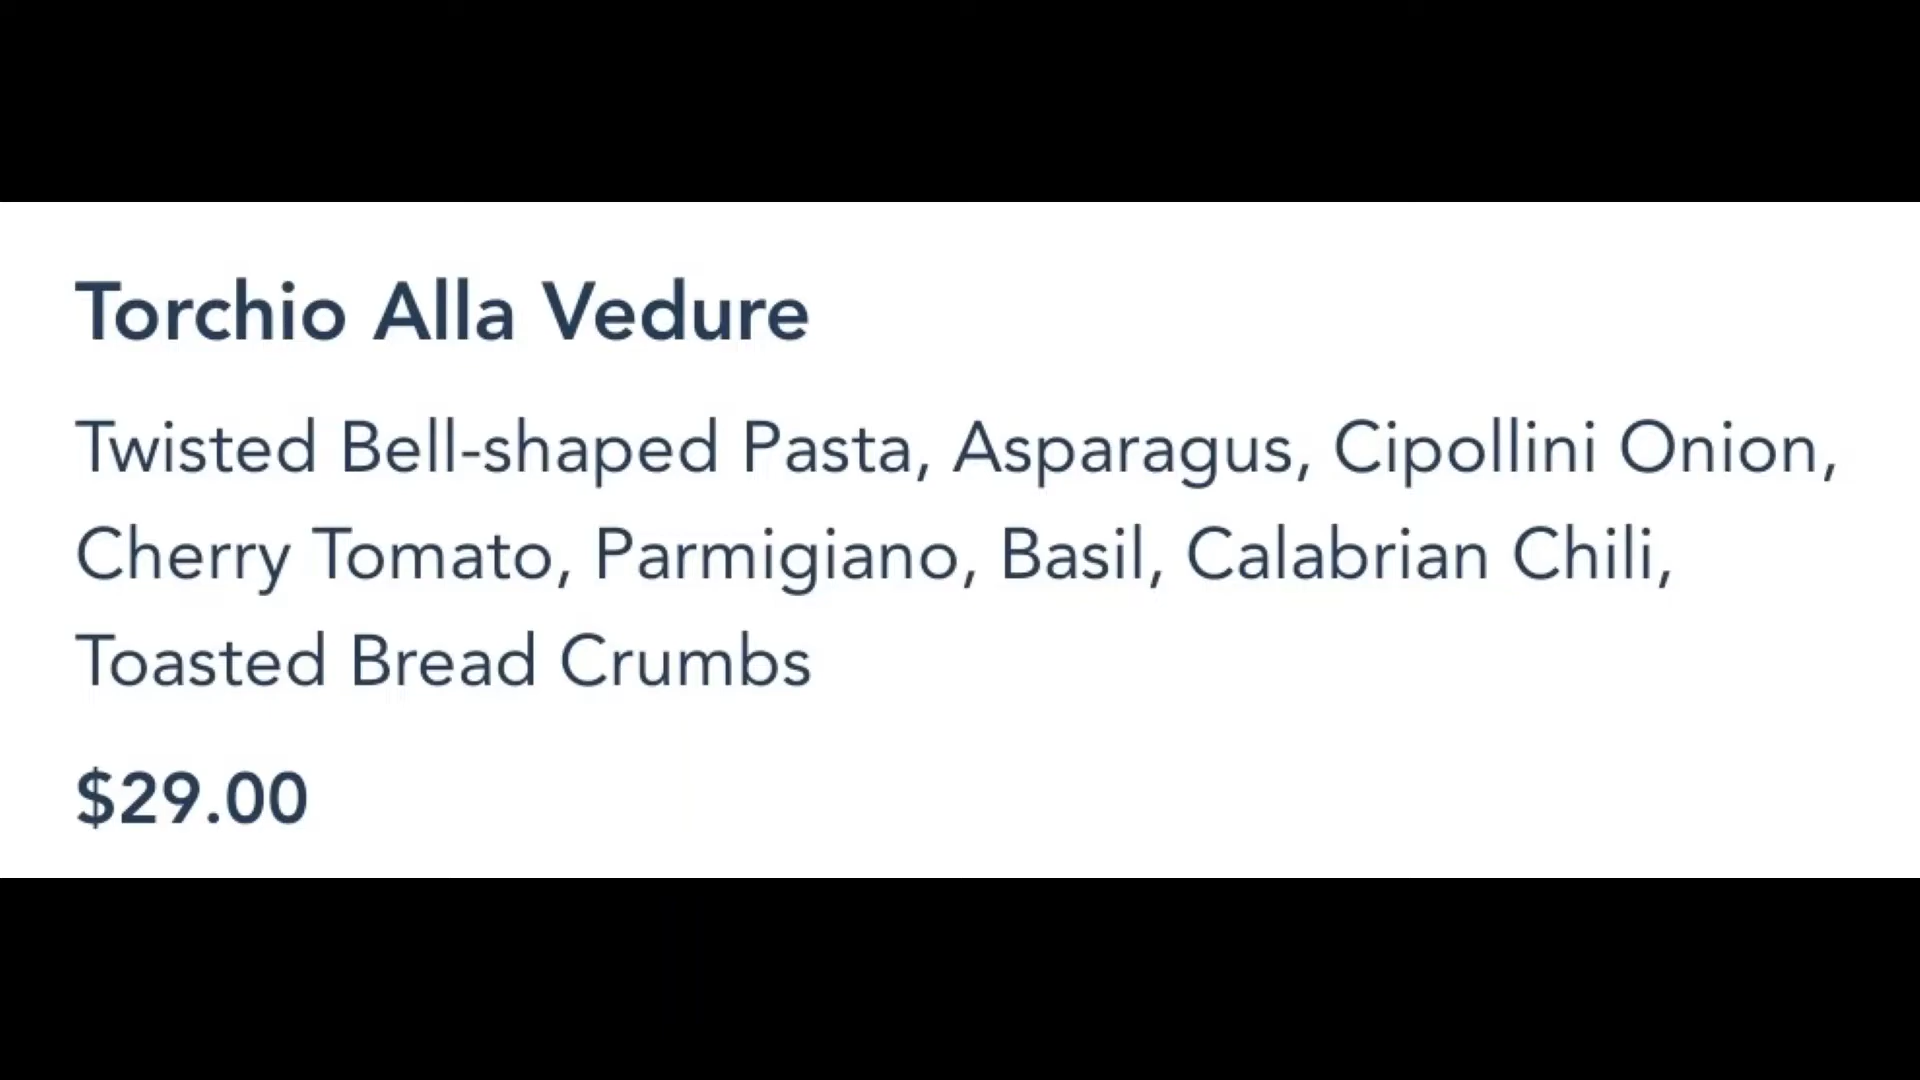 Torchio Alla Vedure
Twisted Bell-shaped Pasta, Asparagus, Cipollini Onion,
Cherry Tomato, Parmigiano, Basil, Calabrian Chili,
Toasted Bread Crumbs
$29.00